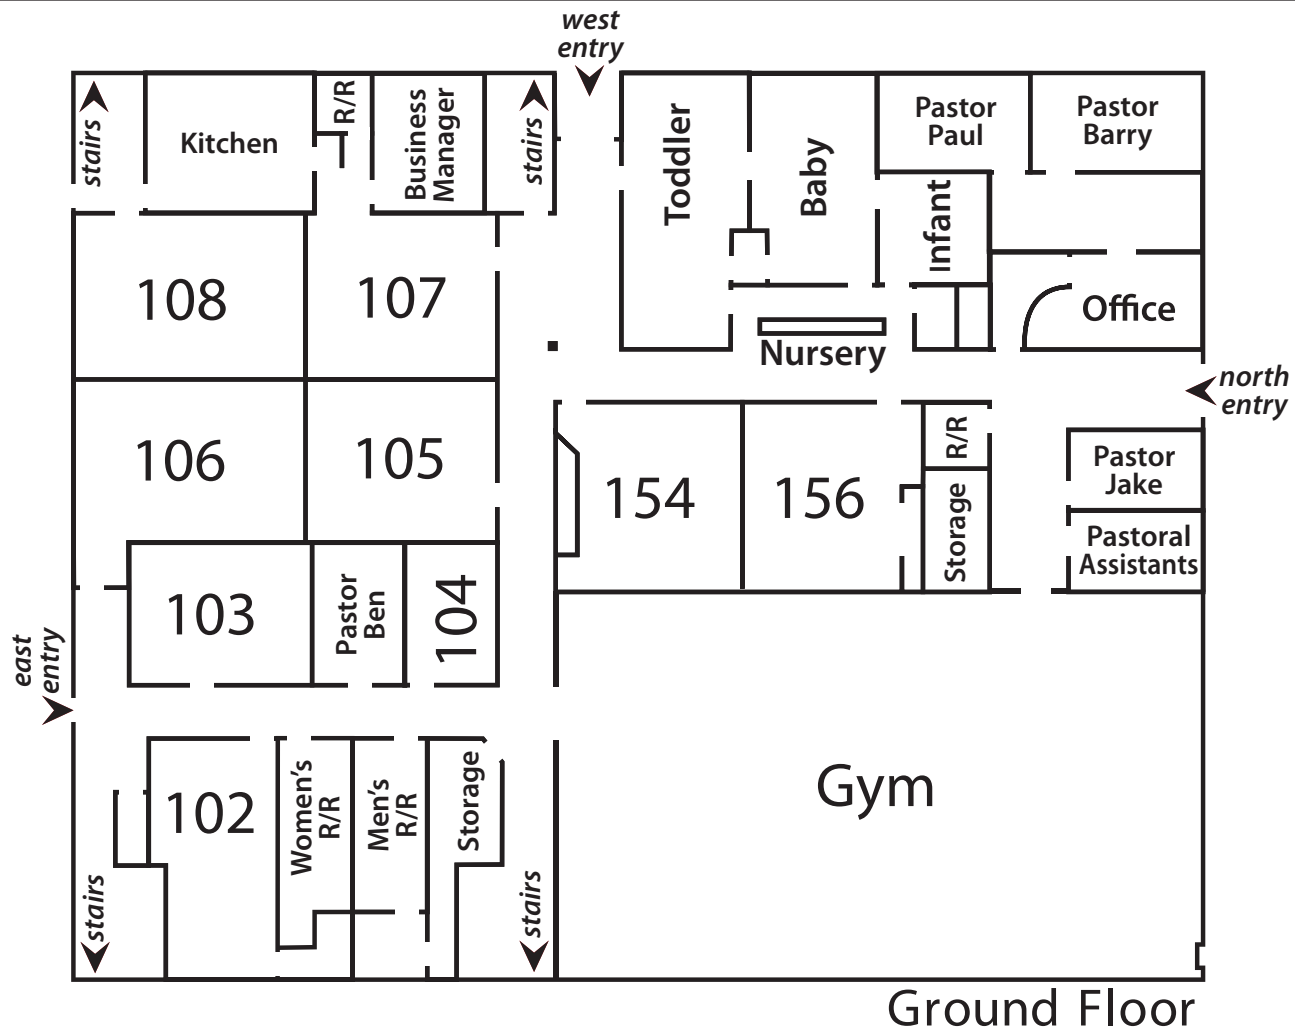 west
entry
stairs
Kitchen
R/R
Business
Manager
stairs
Toddler
Baby
Pastor
Paul
Pastor
Barry
Infant
108
107
Office
Nursery
north
entry
106
105
154
156
R/R
Storage
Pastor
Jake
Pastoral
Assistants
103
Pastor
Ben
104
east
entry
102
Women's
R/R
Men's
R/R
Storage
Gym
stairs
stairs
Ground Floor